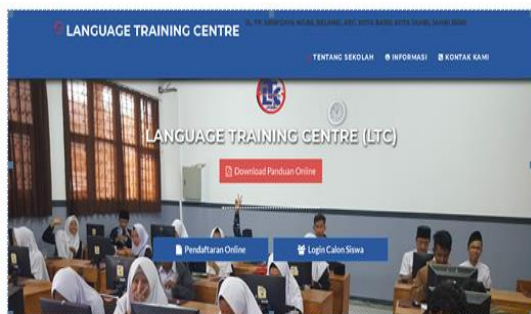 LANGUAGE TRAINING CENTRE
TENTANG SEKOLAH
INFORMASI
KONTAK KAMI
LANGUAGE TRAINING CENTRE (LTC)
Download Panduan Online
Pendaftaran Online
Login Calon Siswa